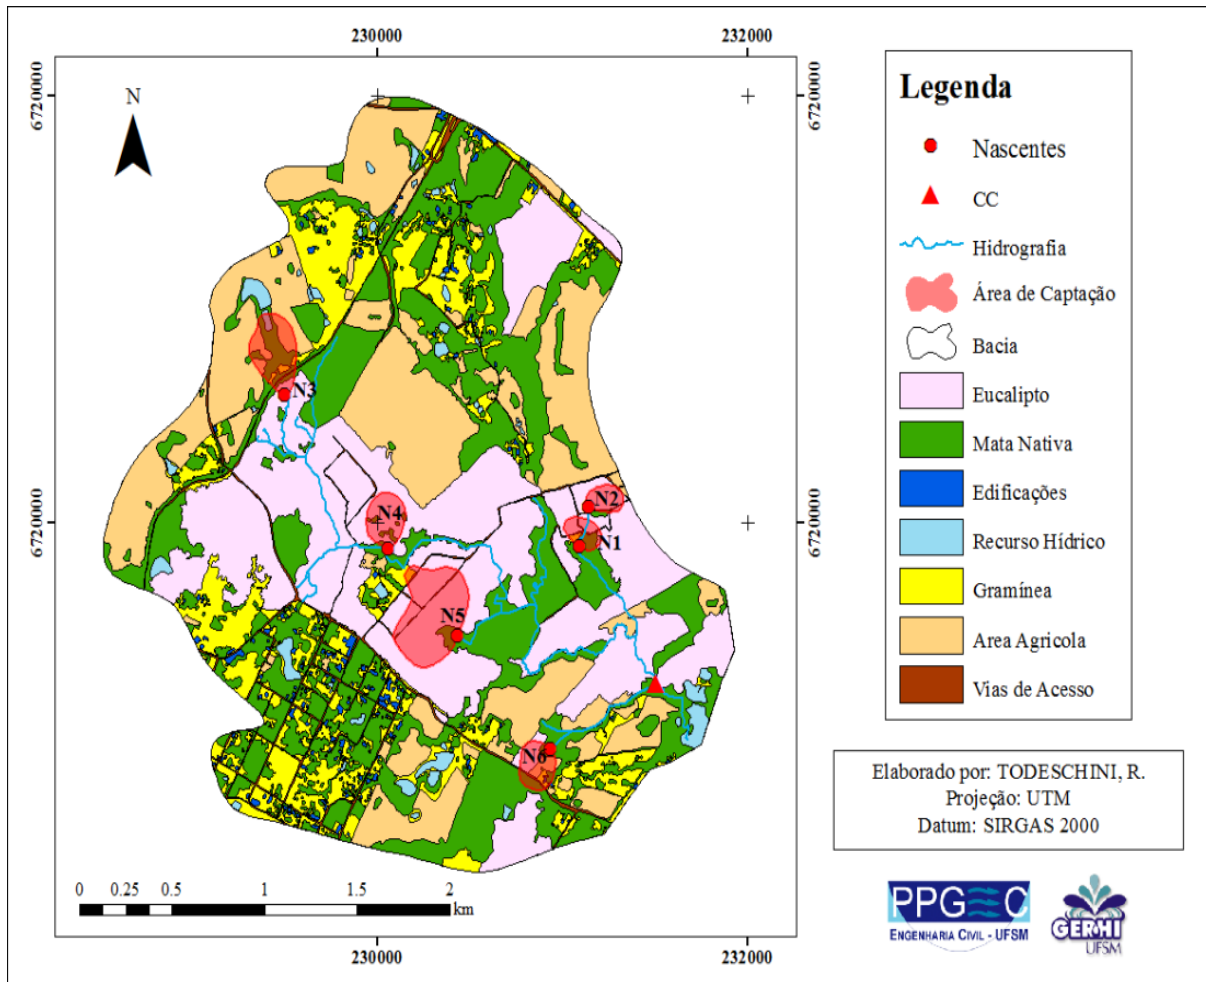 230000
232000
6720000
6720000
N
N3
N2
N4
N1
N5
N6
6720000
6720000
0 0.25 0.5 1 1.5 2
km
230000
232000
Legenda
Nascentes
CC
Hidrografia
Área de Captação
Bacia
Eucalipto
Mata Nativa
Edificações
Recurso Hídrico
Gramínea
Area Agricola
Vias de Acesso
Elaborado por: TODESCHINI, R.
Projeção: UTM
Datum: SIRGAS 2000
PPGEC
ENGENHARIA CIVIL - UFSM
GERHI
UFSM